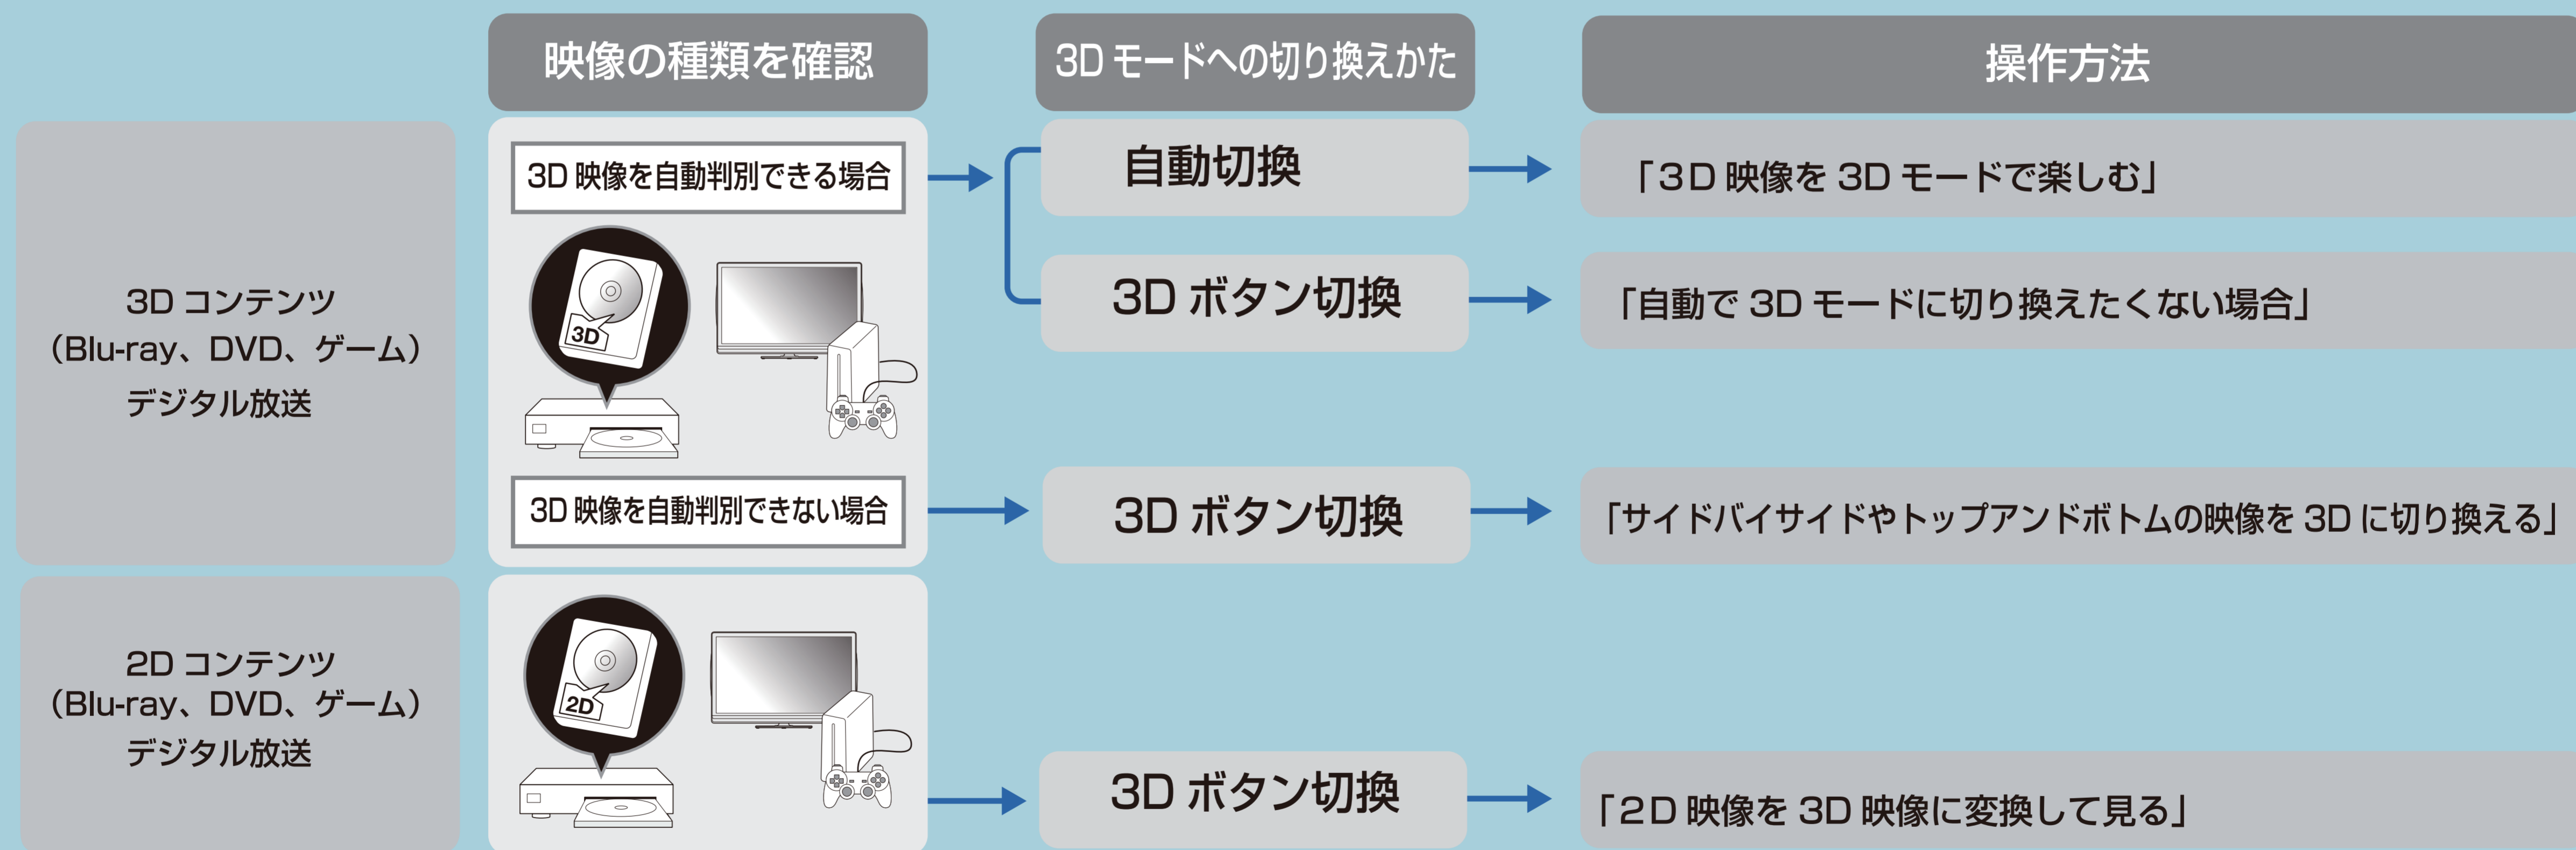 映像の種類を確認
3D モードへの切り換えかた
操作方法
3D コンテンツ
（Blu-ray、DVD、ゲーム）
デジタル放送
3D 映像を自動判別できる場合
3D
自動切換
「3D 映像を 3D モードで楽しむ」
3D ボタン切換
「自動で 3D モードに切り換えたくない場合」
3D 映像を自動判別できない場合
3D ボタン切換
「サイドバイサイドやトップアンドボトムの映像を 3D に切り換える」
2D コンテンツ
（Blu-ray、DVD、ゲーム）
デジタル放送
2D
3D ボタン切換
「2D 映像を 3D 映像に変換して見る」